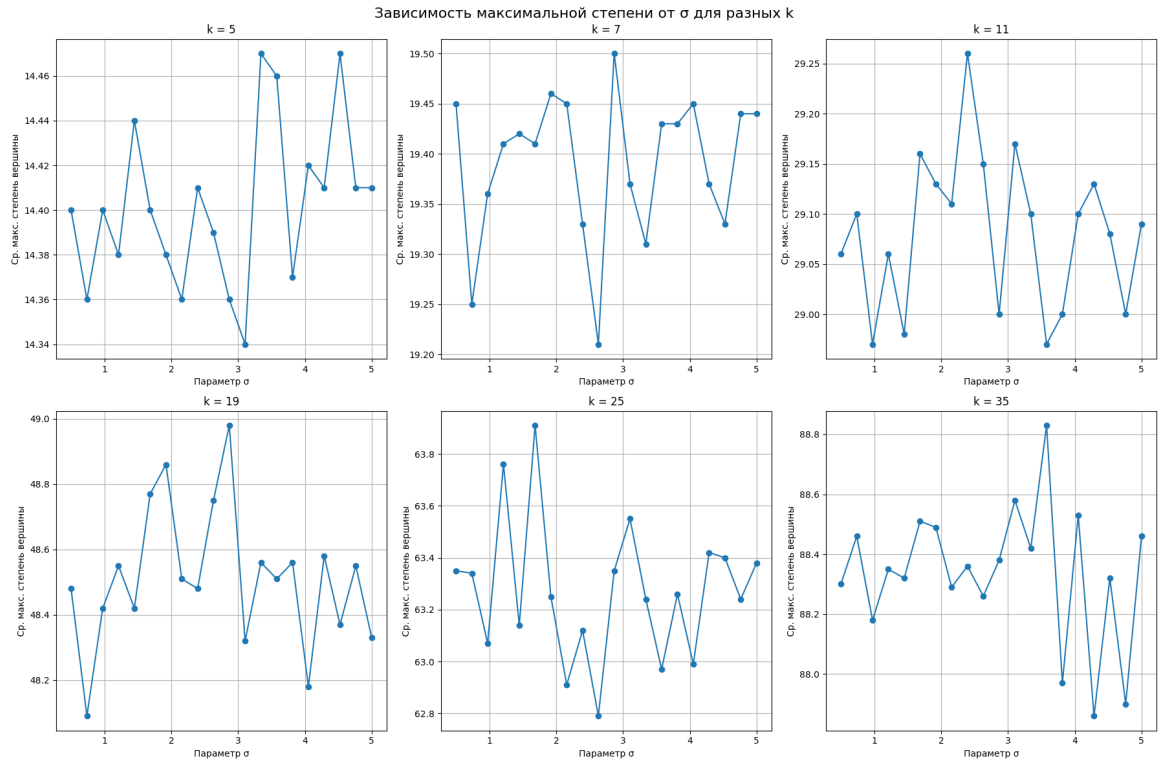 Зависимость максимальной степени от σ для разных k
k = 5
Ср. макс. степень вершины
14.46
14.44
14.42
14.40
14.38
14.36
14.34
1 2 3 4 5
Параметр σ
k = 7
Ср. макс. степень вершины
19.50
19.45
19.40
19.35
19.30
19.25
19.20
1 2 3 4 5
Параметр σ
k = 11
Ср. макс. степень вершины
29.25
29.20
29.15
29.10
29.05
29.00
1 2 3 4 5
Параметр σ
k = 19
Ср. макс. степень вершины
49.0
48.8
48.6
48.4
48.2
1 2 3 4 5
Параметр σ
k = 25
Ср. макс. степень вершины
63.8
63.6
63.4
63.2
63.0
62.8
1 2 3 4 5
Параметр σ
k = 35
Ср. макс. степень вершины
88.8
88.6
88.4
88.2
88.0
1 2 3 4 5
Параметр σ